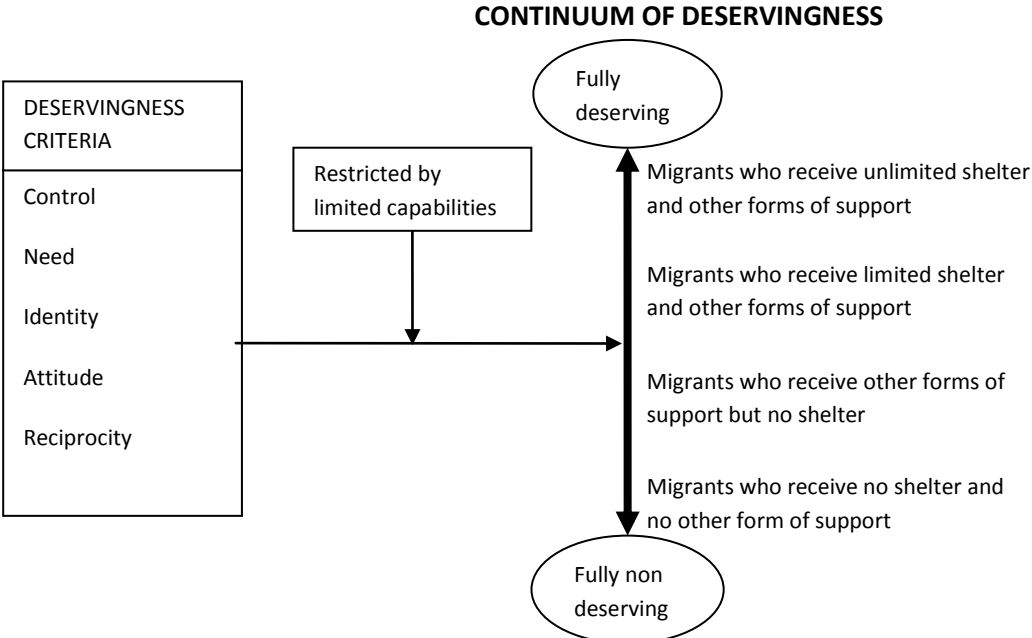 CONTINUUM OF DESERVINGNESS
DESERVINGNESS
CRITERIA
Control
Need
Identity
Attitude
Reciprocity
Restricted by
limited capabilities
Fully
deserving
Migrants who receive unlimited shelter
and other forms of support
Migrants who receive limited shelter
and other forms of support
Migrants who receive other forms of
support but no shelter
Migrants who receive no shelter and
no other form of support
Fully non
deserving